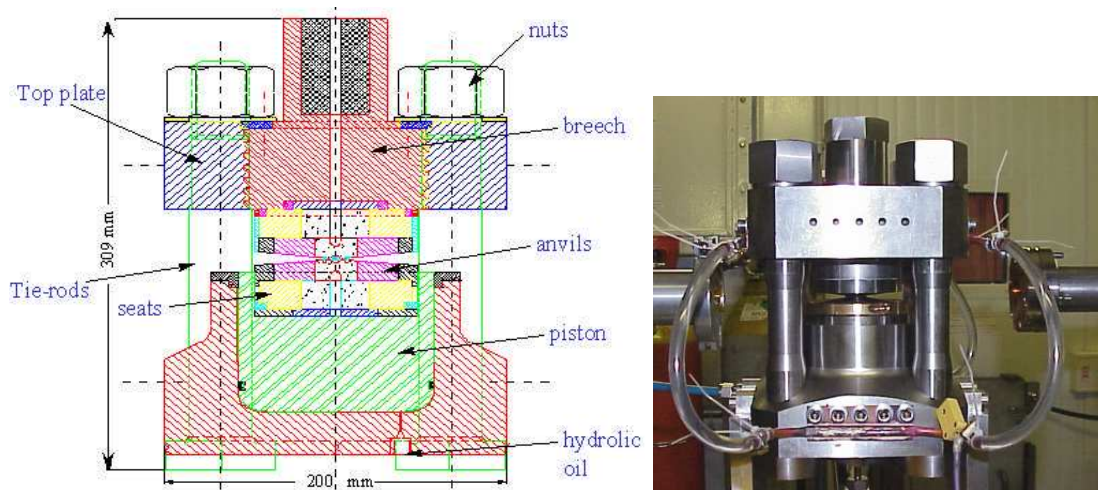 nuts
Top plate
breech
309 mm
anvils
Tie-rods
seats
piston
hydrolic
oil
200 mm